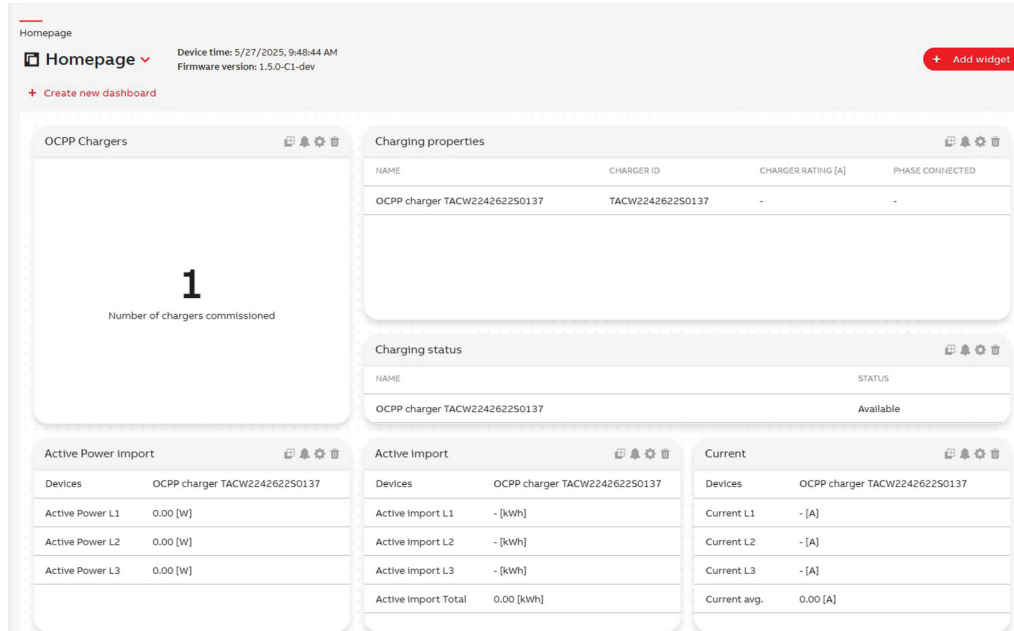 Homepage
Homepage
Device time: 5/27/2025, 9:48:44 AM
Firmware version: 1.5.0-C1-dev
+ Add widget
+ Create new dashboard
OCPP Chargers
1
Number of chargers commissioned
Charging properties
NAME CHARGER ID CHARGER RATING [A] PHASE CONNECTED
OCPP charger TACW2242622S0137 TACW2242622S0137 - -
Charging status
NAME STATUS
OCPP charger TACW2242622S0137 Available
Active Power import
Devices OCPP charger TACW2242622S0137
Active Power L1 0.00 [W]
Active Power L2 0.00 [W]
Active Power L3 0.00 [W]
Active import
Devices OCPP charger TACW2242622S0137
Active import L1 - [kWh]
Active import L2 - [kWh]
Active import L3 - [kWh]
Active import Total 0.00 [kWh]
Current
Devices OCPP charger TACW2242622S0137
Current L1 - [A]
Current L2 - [A]
Current L3 - [A]
Current avg. 0.00 [A]